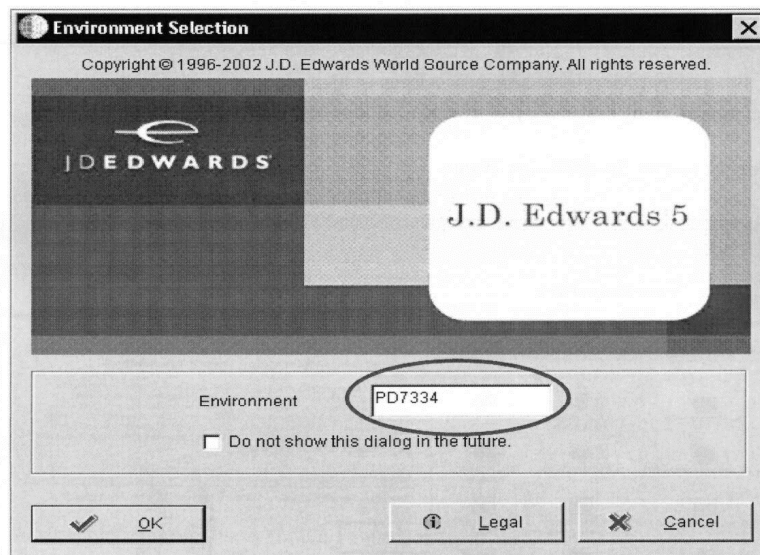 Environment Selection
Copyright © 1996-2002 J.D. Edwards World Source Company. All rights reserved.
JDEDWARDS
J.D. Edwards 5
Environment PD7334
Do not show this dialog in the future.
OK Legal Cancel